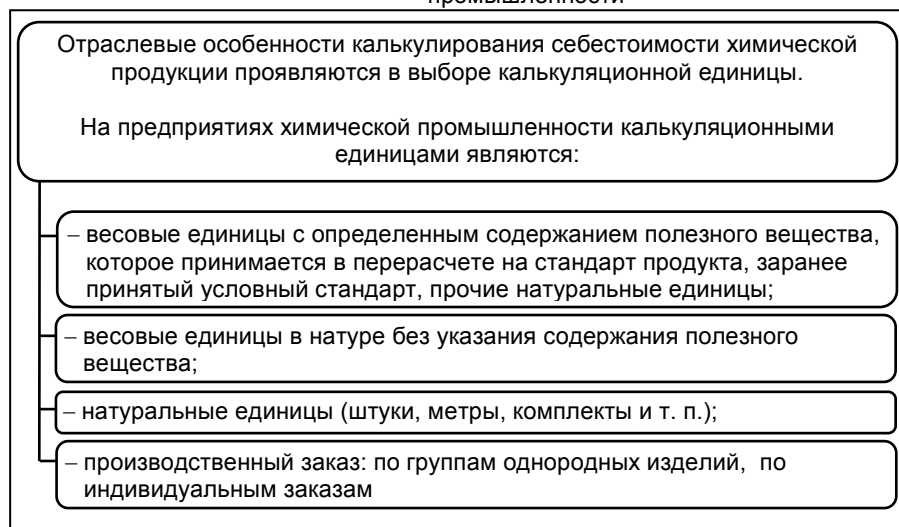 промышленности
Отраслевые особенности калькулирования себестоимости химической
продукции проявляются в выборе калькуляционной единицы.
На предприятиях химической промышленности калькуляционными
единицами являются:
– весовые единицы с определенным содержанием полезного вещества,
которое принимается в перерасчете на стандарт продукта, заранее
принятый условный стандарт, прочие натуральные единицы;
– весовые единицы в натуре без указания содержания полезного
вещества;
– натуральные единицы (штуки, метры, комплекты и т. п.);
– производственный заказ: по группам однородных изделий, по
индивидуальным заказам